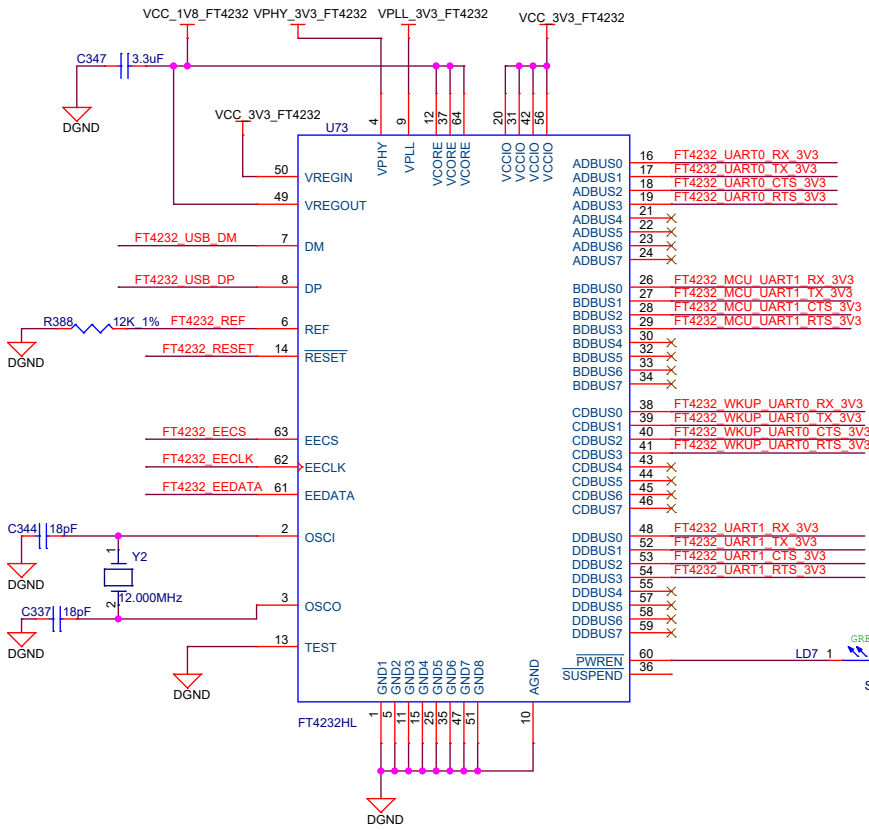 VCC_1V8_FT4232 VPHY_3V3_FT4232 VPLL_3V3_FT4232 VCC_3V3_FT4232
C347 3.3uF
DGND
VCC_3V3_FT4232
U73
4 9 12 37 64 20 31 42 56
VPHY VPLL VCORE VCORE VCORE VCCIO VCCIO VCCIO VCCIO
50 VREGIN
49 VREGOUT
FT4232_USB_DM 7 DM
FT4232_USB_DP 8 DP
DGND R388 12K_1% FT4232_REF 6 REF
FT4232_RESET 14 RESET
FT4232_EECS 63 EECS
FT4232_EECLK 62 EECLK
FT4232_EEDATA 61 EEDATA
C344 18pF 2 OSCI
DGND
1 Y2
2 12.000MHz
C337 18pF 3 OSCO
DGND
13 TEST
DGND
ADBUS0 16 FT4232_UART0_RX_3V3
ADBUS1 17 FT4232_UART0_TX_3V3
ADBUS2 18 FT4232_UART0_CTS_3V3
ADBUS3 19 FT4232_UART0_RTS_3V3
ADBUS4 21
ADBUS5 22
ADBUS6 23
ADBUS7 24
BDBUS0 26 FT4232_MCU_UART1_RX_3V3
BDBUS1 27 FT4232_MCU_UART1_TX_3V3
BDBUS2 28 FT4232_MCU_UART1_CTS_3V3
BDBUS3 29 FT4232_MCU_UART1_RTS_3V3
BDBUS4 30
BDBUS5 32
BDBUS6 33
BDBUS7 34
CDBUS0 38 FT4232_WKUP_UART0_RX_3V3
CDBUS1 39 FT4232_WKUP_UART0_TX_3V3
CDBUS2 40 FT4232_WKUP_UART0_CTS_3V3
CDBUS3 41 FT4232_WKUP_UART0_RTS_3V3
CDBUS4 43
CDBUS5 44
CDBUS6 45
CDBUS7 46
DDBUS0 48 FT4232_UART1_RX_3V3
DDBUS1 52 FT4232_UART1_TX_3V3
DDBUS2 53 FT4232_UART1_CTS_3V3
DDBUS3 54 FT4232_UART1_RTS_3V3
DDBUS4 55
DDBUS5 57
DDBUS6 58
DDBUS7 59
PWREN 60 LD7 1 GRE
SUSPEND 36 S
GND1 GND2 GND3 GND4 GND5 GND6 GND7 GND8 AGND
FT4232HL
1 5 11 15 25 35 47 51 10
DGND